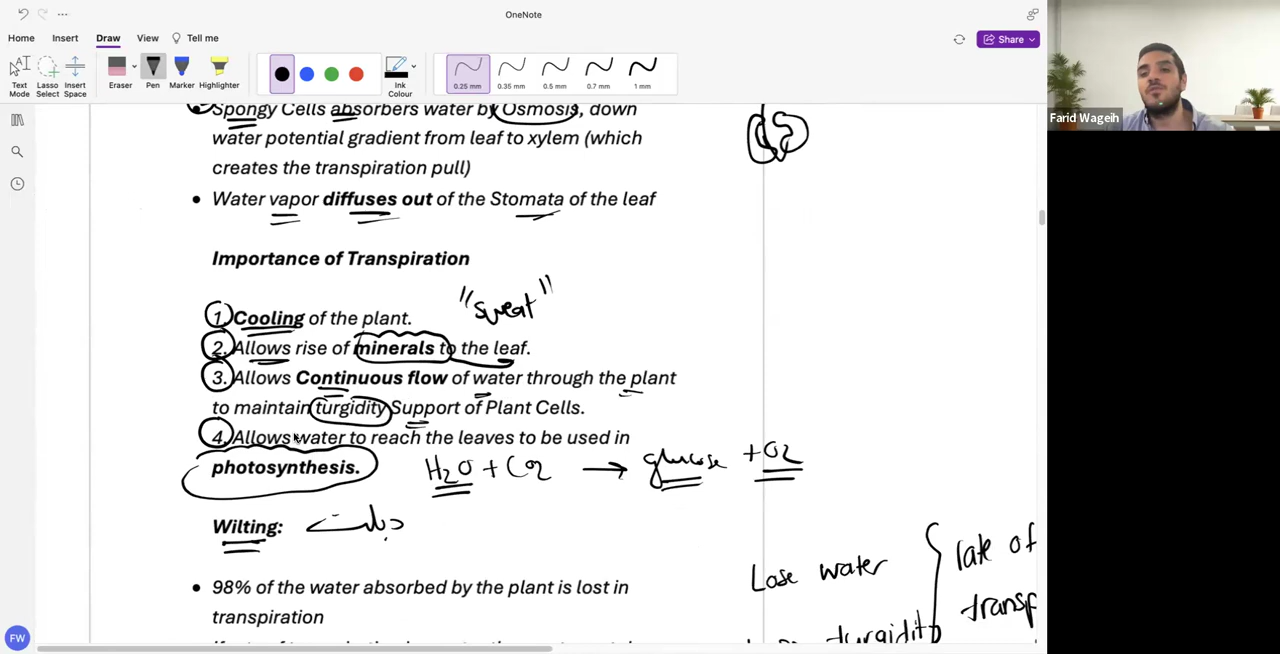 OneNote
Home Insert Draw View Tell me
Share
Text Mode
Lasso Select
Insert Space
Eraser
Pen
Marker
Highlighter
Ink Colour
0.25 mm 0.35 mm 0.5 mm 0.7 mm 1 mm
Farid Wageih
Spongy Cells absorbers water by Osmosis, down
water potential gradient from leaf to xylem (which
creates the transpiration pull)
• Water vapor diffuses out of the Stomata of the leaf
Importance of Transpiration
"Sweat"
1. Cooling of the plant.
2. Allows rise of minerals to the leaf.
3. Allows Continuous flow of water through the plant
to maintain turgidity Support of Plant Cells.
4. Allows water to reach the leaves to be used in
photosynthesis. H2O + CO2 → glucose + O2
Wilting:
• 98% of the water absorbed by the plant is lost in
transpiration
Lose water
rate of
transp
turgidity
FW